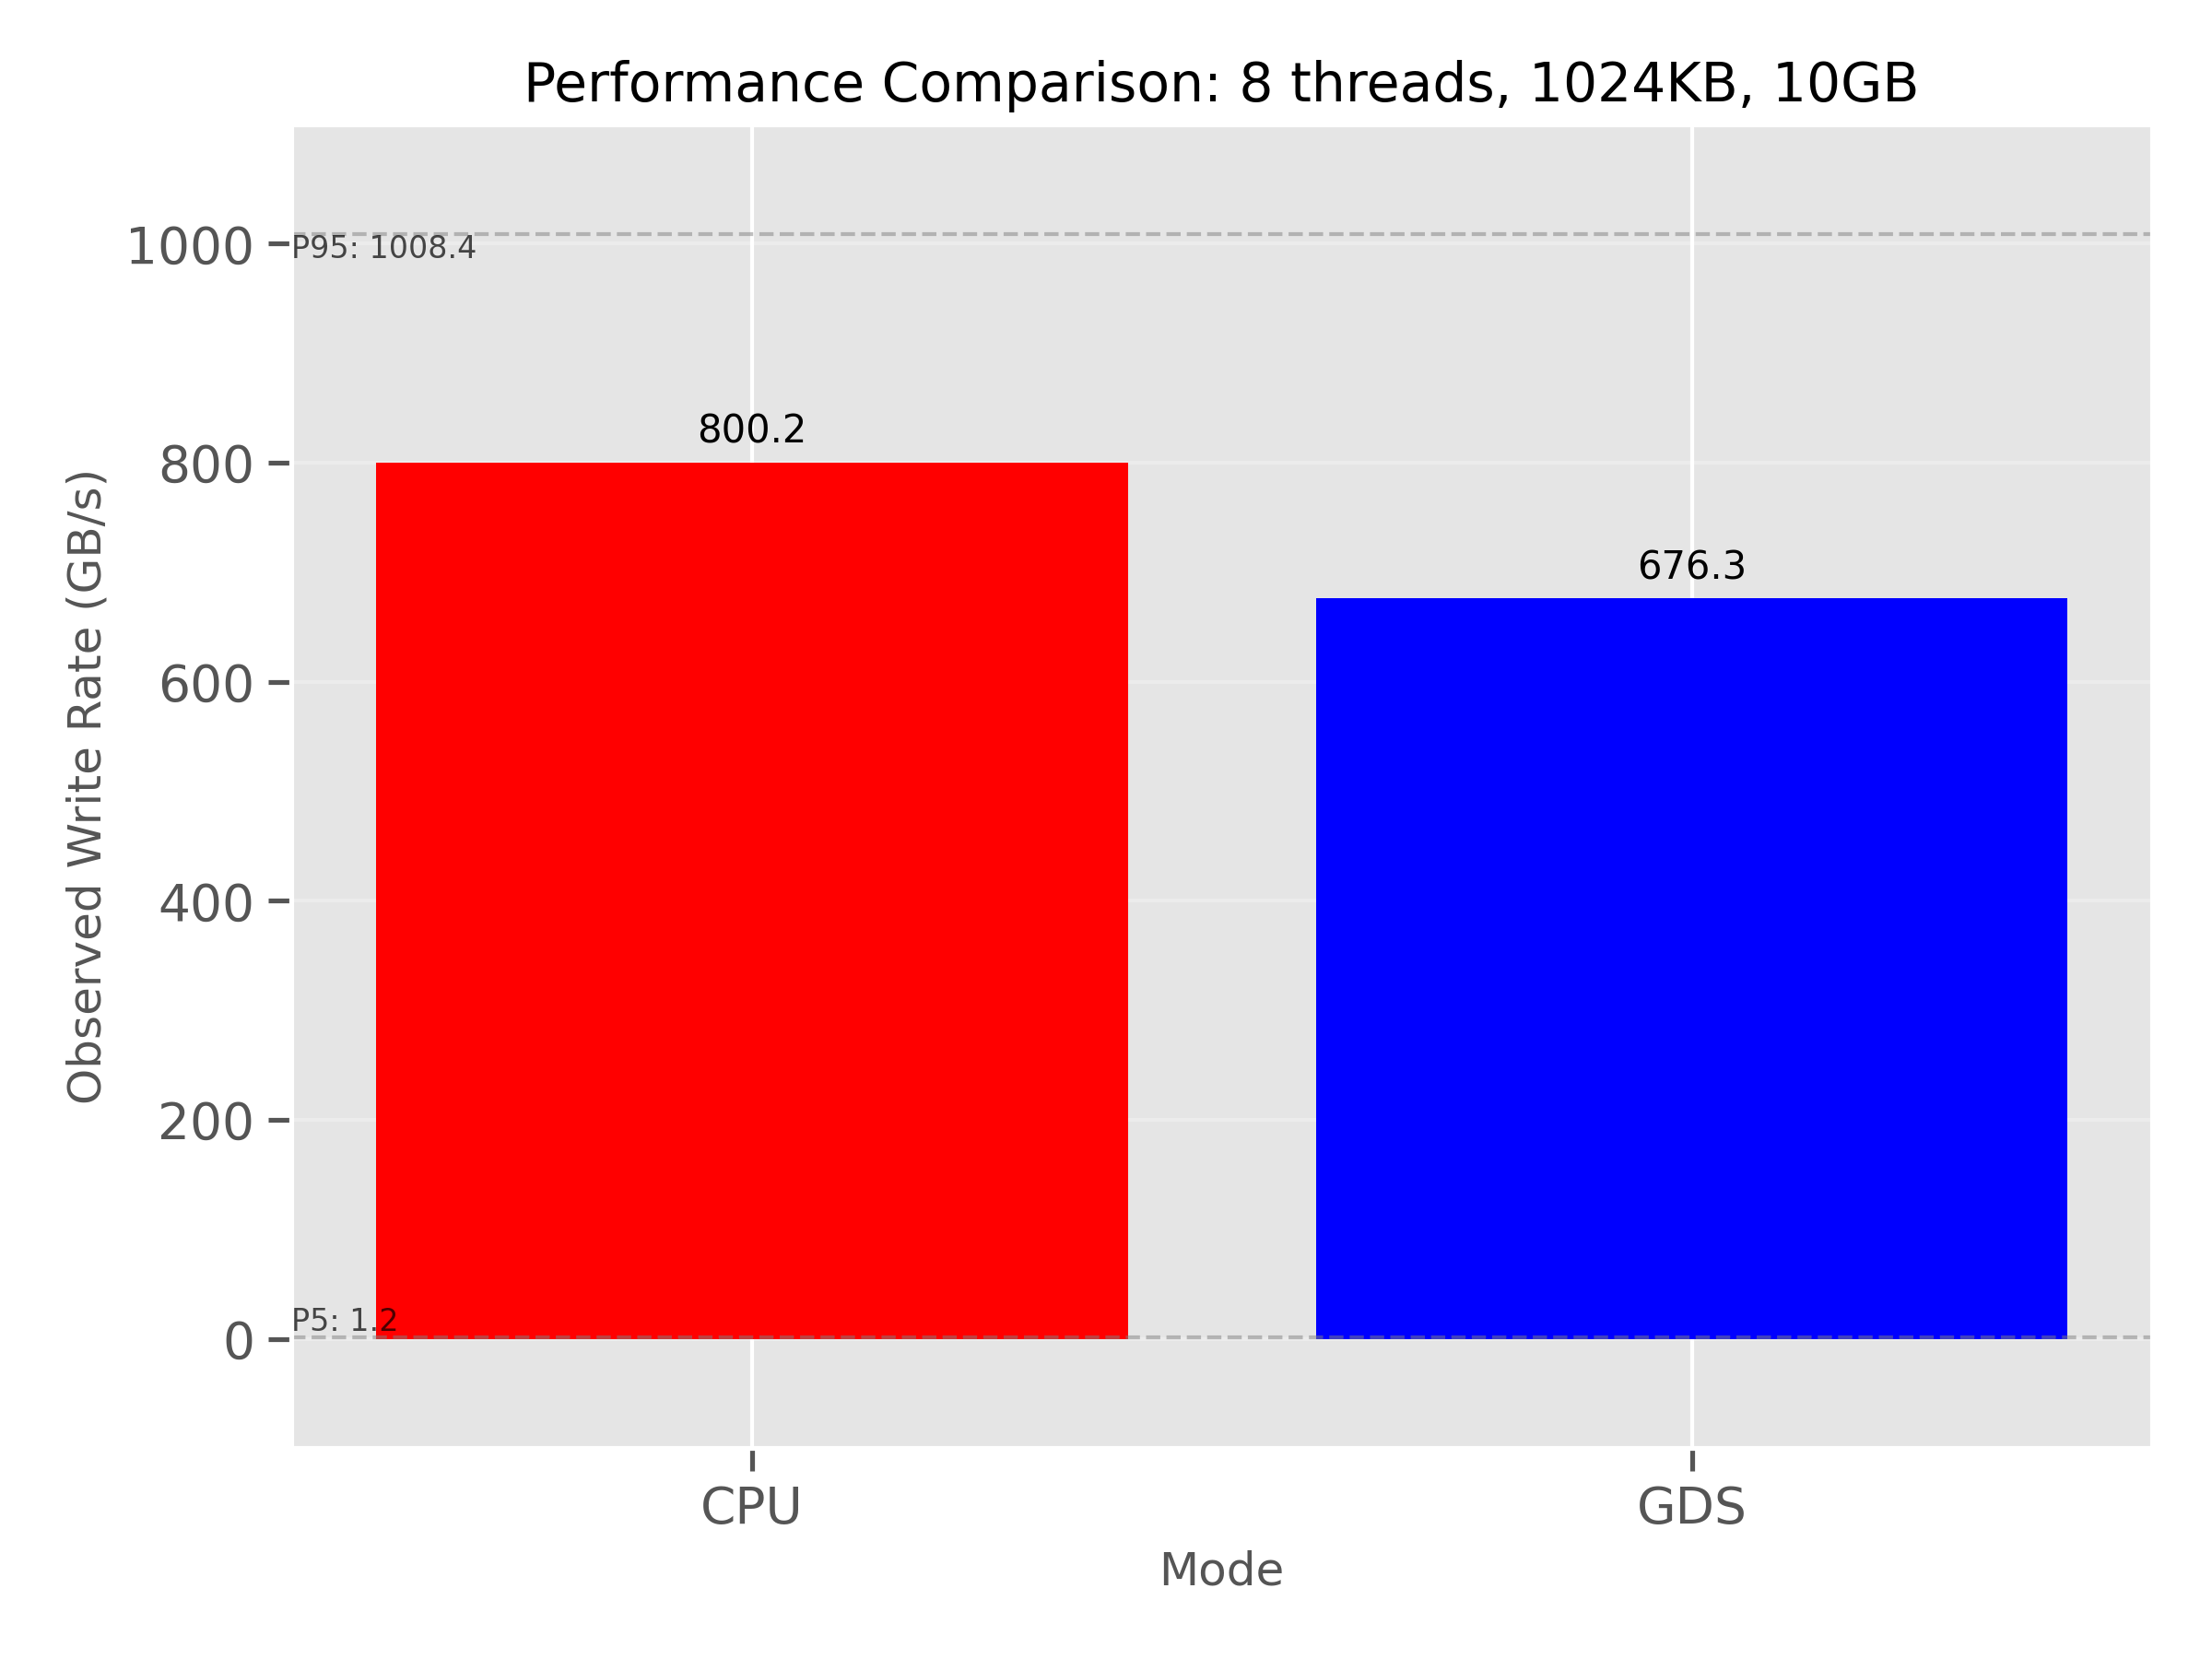 Performance Comparison: 8 threads, 1024KB, 10GB
Observed Write Rate (GB/s)
1000
P95: 1008.4
800.2
800
676.3
600
400
200
P5: 1.2
0
CPU
GDS
Mode